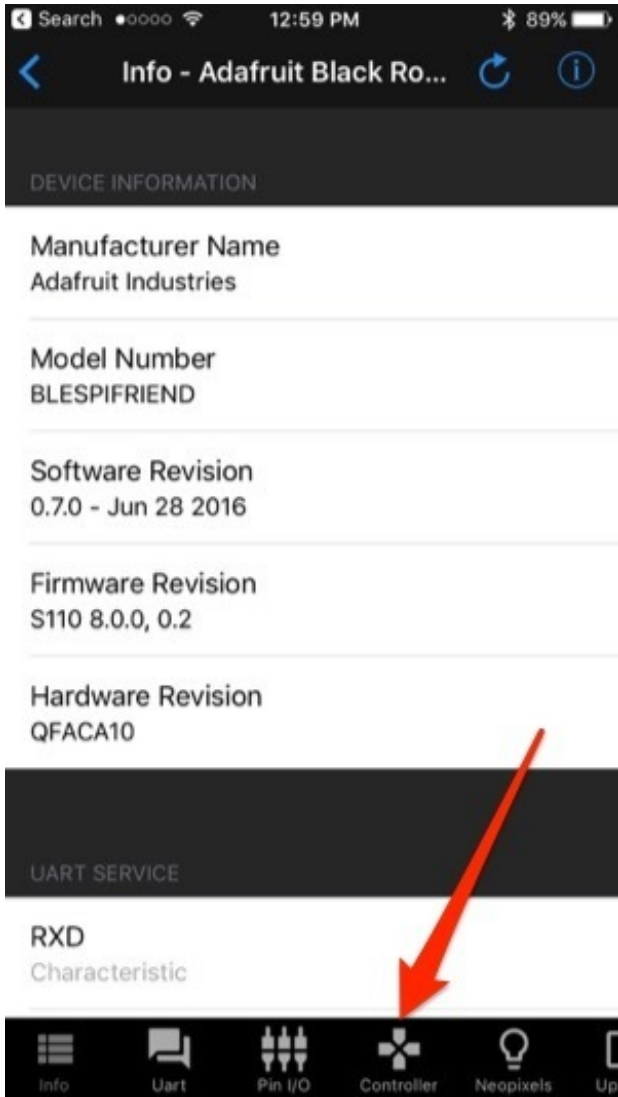 Search 12:59 PM 89%
Info - Adafruit Black Ro...
DEVICE INFORMATION
Manufacturer Name
Adafruit Industries
Model Number
BLESPIFRIEND
Software Revision
0.7.0 - Jun 28 2016
Firmware Revision
S110 8.0.0, 0.2
Hardware Revision
QFACA10
UART SERVICE
RXD
Characteristic
Info Uart Pin I/O Controller Neopixels Up